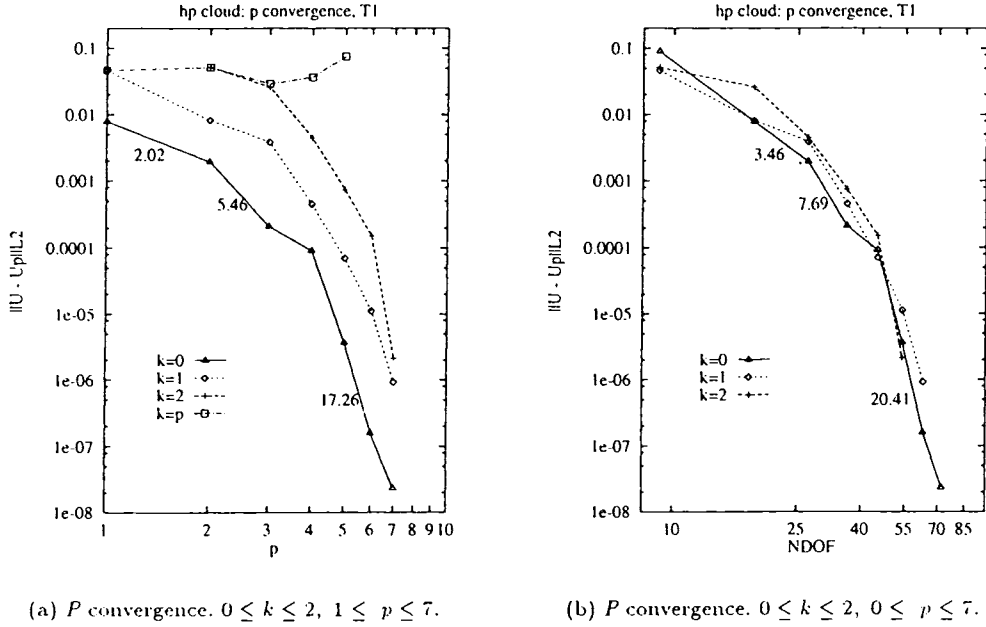 hp cloud: p convergence, T1
||U - Up||L2
0.1
0.01
0.001
0.0001
1e-05
1e-06
1e-07
1e-08
2.02
5.46
17.26
k=0
k=1
k=2
k=p
1 2 3 4 5 6 7 8 9 10
p
(a) P convergence. 0 ≤ k ≤ 2, 1 ≤ p ≤ 7.
hp cloud: p convergence, T1
||U - Up||L2
0.1
0.01
0.001
0.0001
1e-05
1e-06
1e-07
1e-08
3.46
7.69
20.41
k=0
k=1
k=2
10 25 40 55 70 85
NDOF
(b) P convergence. 0 ≤ k ≤ 2, 0 ≤ p ≤ 7.